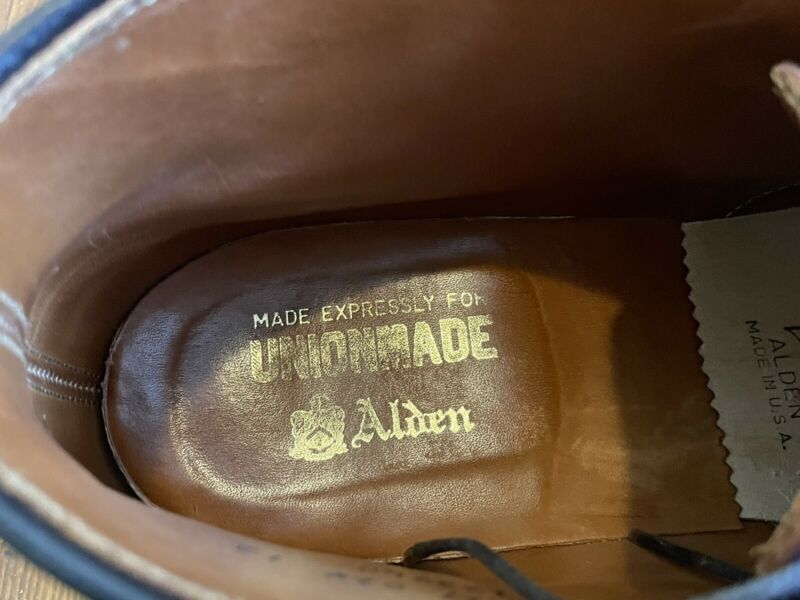 MADE EXPRESSLY FOR
UNIONMADE
Alden
ALDEN
MADE IN U.S.A.